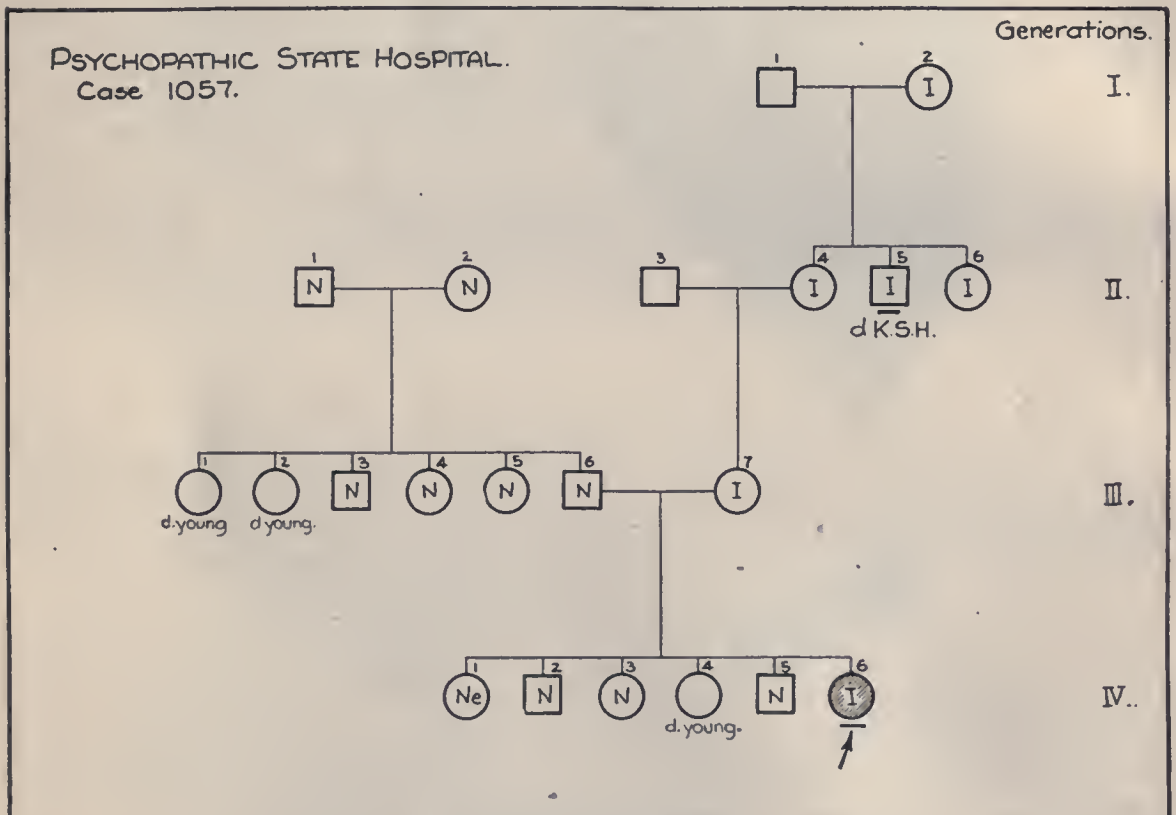 Generations.
PSYCHOPATHIC STATE HOSPITAL.
Case 1057.
1 2
I I.
1 2 3 4 5 6
N N I I I II.
d K.S.H.
1 2 3 4 5 6 7
N N N N I III.
d.young d young.
1 2 3 4 5 6
Ne N N N I IV..
d.young.